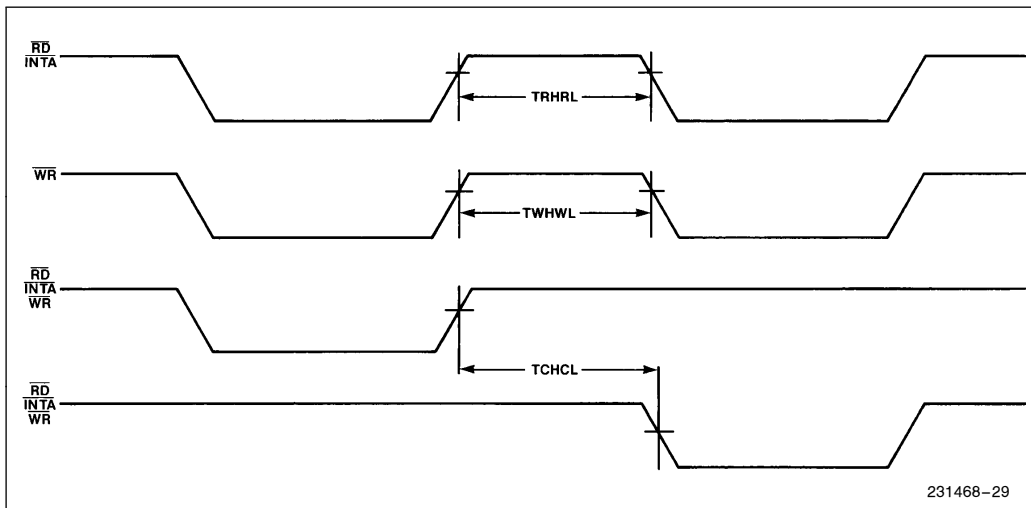 RD
INTA
TRHRL
WR
TWHWL
RD
INTA
WR
TCHCL
RD
INTA
WR
231468-29